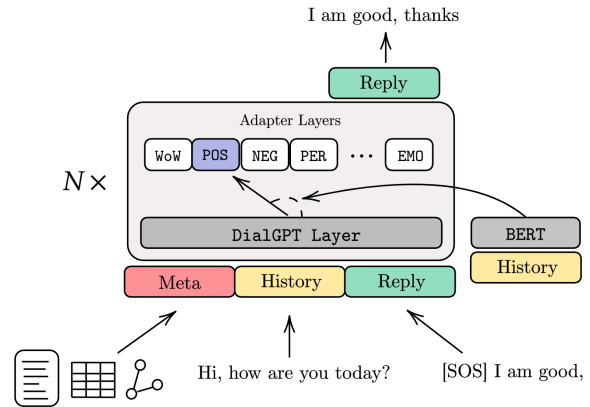 I am good, thanks
Reply
Adapter Layers
WoW POS NEG PER ... EMO
N×
DialGPT Layer
BERT
Meta History Reply
History
Hi, how are you today?
[SOS] I am good,